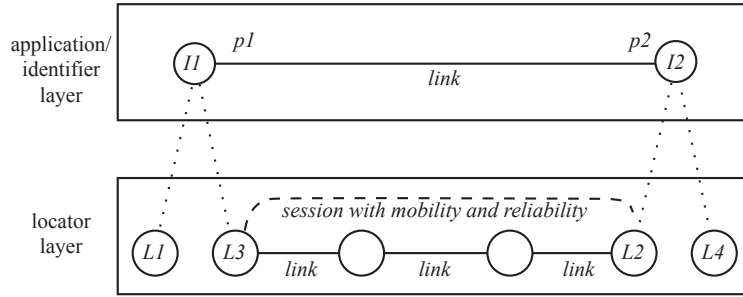 application/
identifier
layer
p1
p2
I1
I2
link
locator
layer
session with mobility and reliability
L1
L3
L2
L4
link
link
link